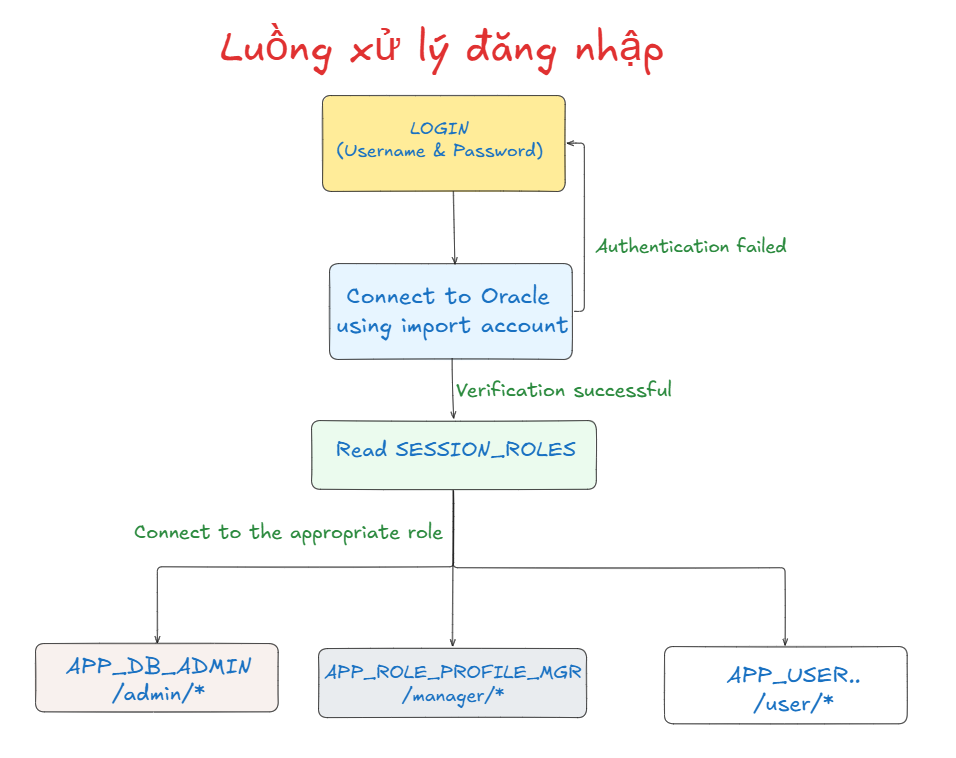 Luồng xử lý đăng nhập
LOGIN
(Username & Password)
Authentication failed
Connect to Oracle
using import account
Verification successful
Read SESSION_ROLES
Connect to the appropriate role
APP_DB_ADMIN
/admin/*
APP_ROLE_PROFILE_MGR
/manager/*
APP_USER..
/user/*